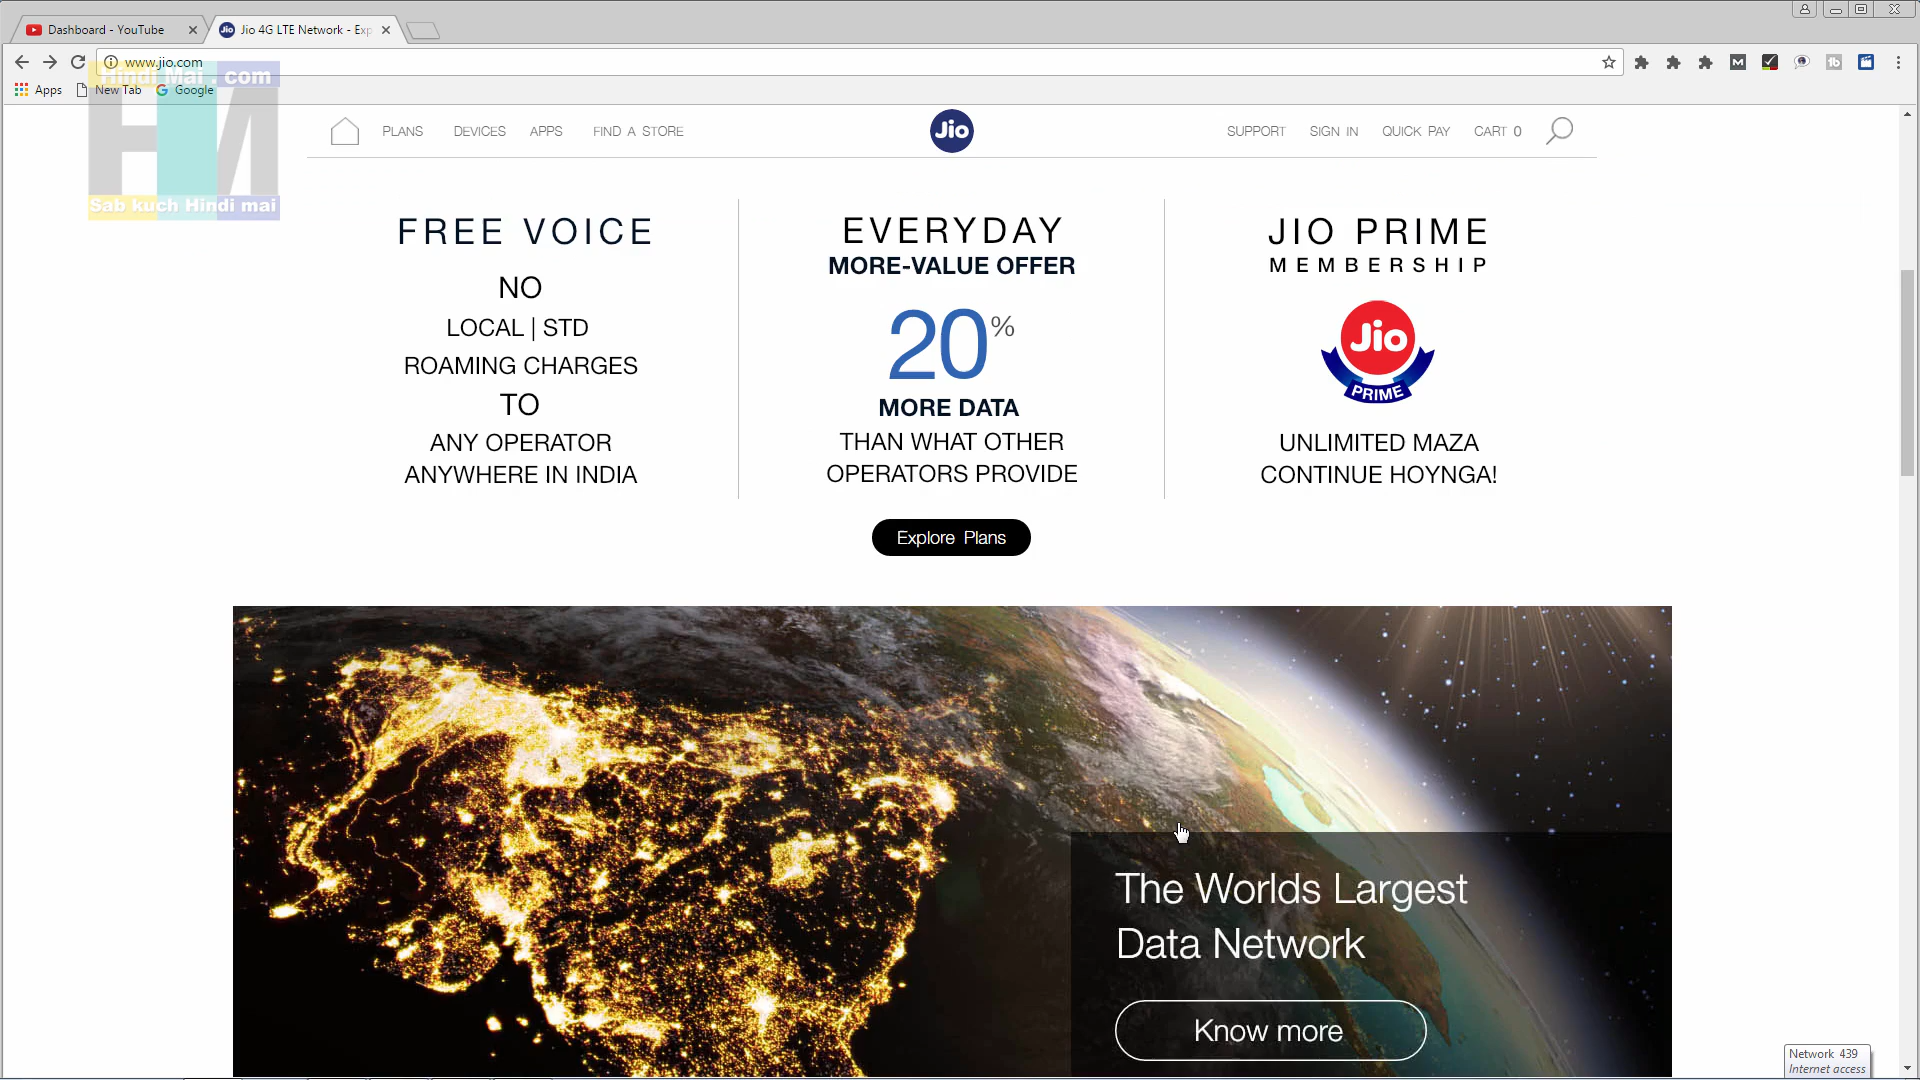 Dashboard - YouTube
Jio 4G LTE Network - Exp
www.jio.com
Hindi Mai . com
Apps
New Tab
Google
Sab kuch Hindi mai
PLANS
DEVICES
APPS
FIND A STORE
Jio
SUPPORT
SIGN IN
QUICK PAY
CART 0
FREE VOICE
NO
LOCAL | STD
ROAMING CHARGES
TO
ANY OPERATOR
ANYWHERE IN INDIA
EVERYDAY
MORE-VALUE OFFER
20%
MORE DATA
THAN WHAT OTHER
OPERATORS PROVIDE
JIO PRIME
MEMBERSHIP
Jio
PRIME
UNLIMITED MAZA
CONTINUE HOYNGA!
Explore Plans
The Worlds Largest
Data Network
Know more
Network 439
Internet access